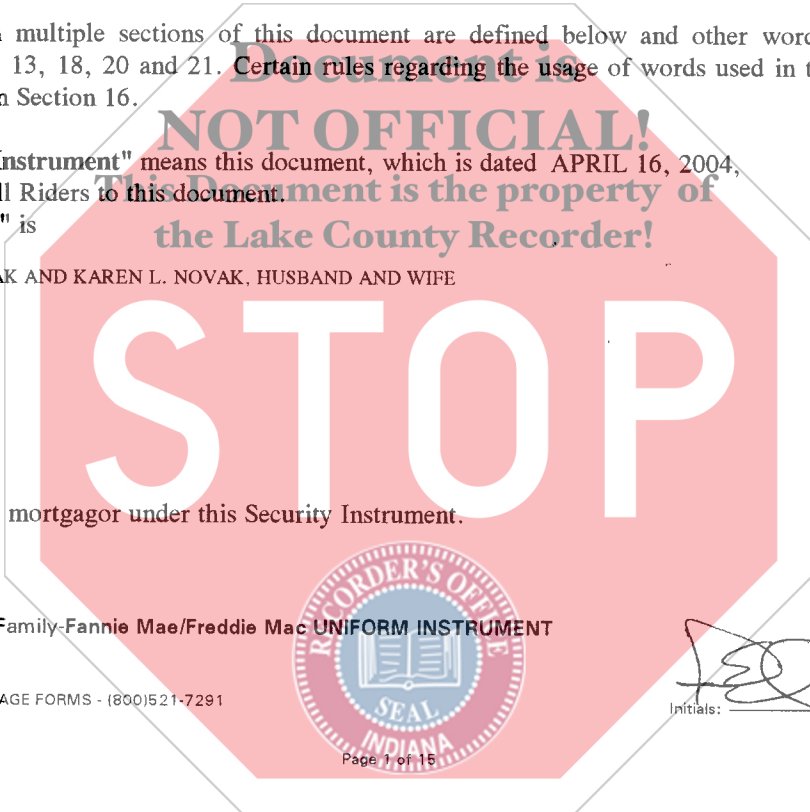 multiple sections of this document are defined below and other
13, 18, 20 and 21. Certain rules regarding the usage of words used in
Section 16.
Document is
NOT OFFICIAL!
Instrument" means this document, which is dated APRIL 16, 2004,
Riders to this document.
This Document is the property of
" is
the Lake County Recorder!
AND KAREN L. NOVAK, HUSBAND AND WIFE
STOP
mortgagor under this Security Instrument.
RECORDER'S OFFICE
Family-Fannie Mae/Freddie Mac UNIFORM INSTRUMENT
AGE FORMS - (800)521-7291
SEAL
Initials:
INDIANA
Page 1 of 15